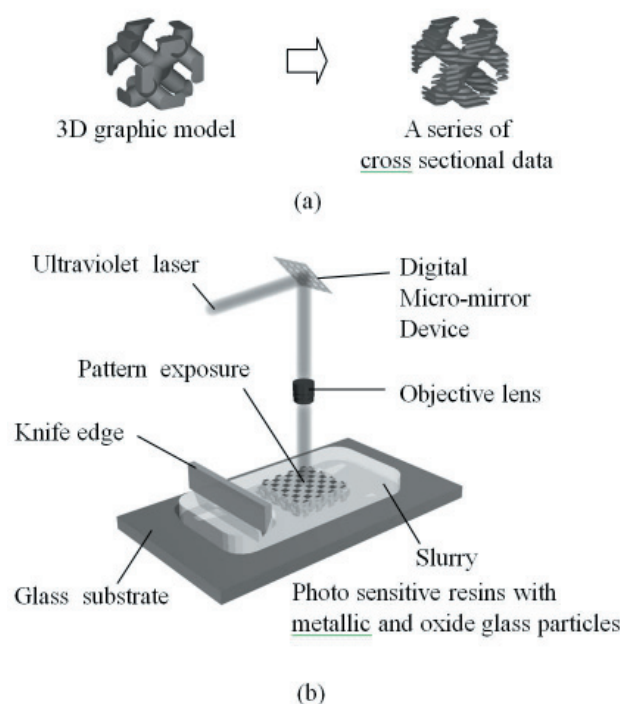 3D graphic model
A series of
cross sectional data
(a)
Ultraviolet laser
Digital
Micro-mirror
Device
Pattern exposure
Objective lens
Knife edge
Slurry
Glass substrate
Photo sensitive resins with
metallic and oxide glass particles
(b)